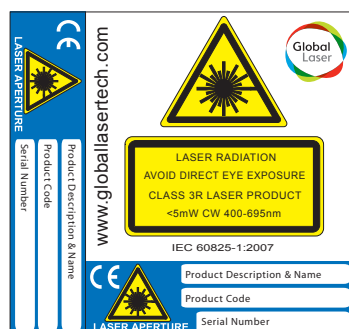 CE
LASER APERTURE
Serial Number
Product Code
Product Description & Name
www.globallasertech.com
Global
Laser
LASER RADIATION
AVOID DIRECT EYE EXPOSURE
CLASS 3R LASER PRODUCT
<5mW CW 400-695nm
IEC 60825-1:2007
CE
LASER APERTURE
Product Description & Name
Product Code
Serial Number